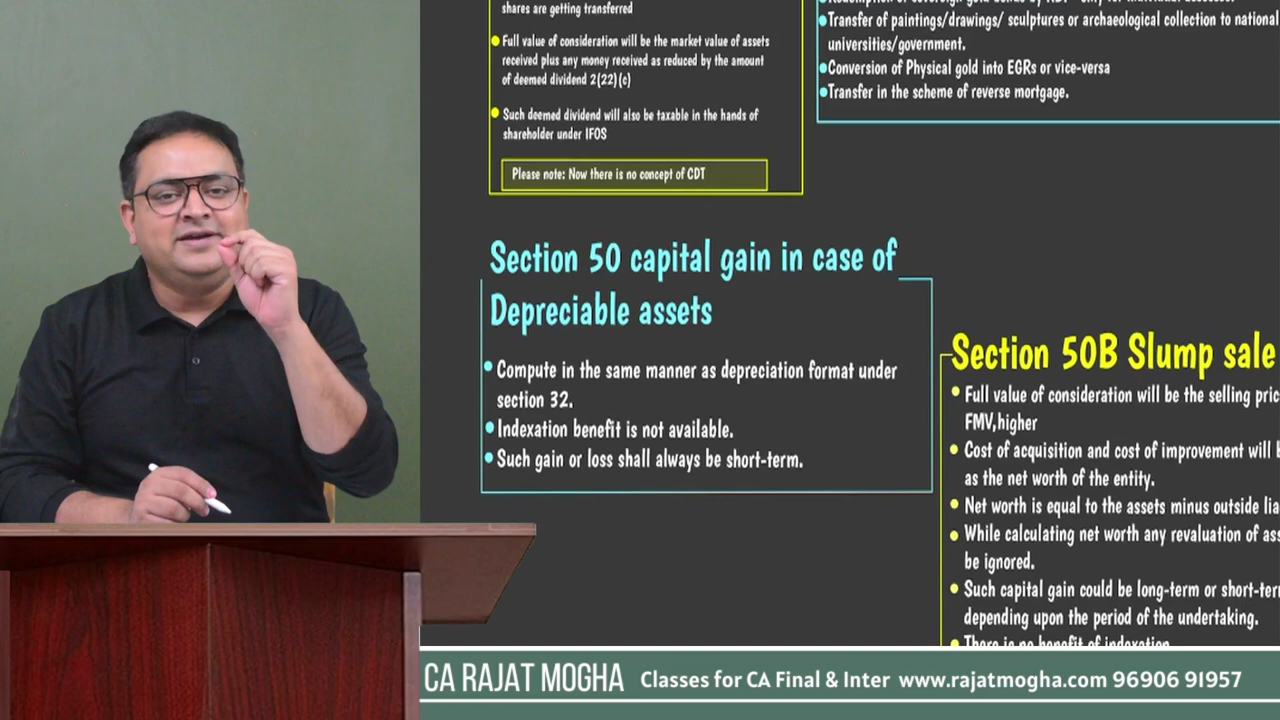 shares are getting transferred
Full value of consideration will be the market value of assets
received plus any money received as reduced by the amount
of deemed dividend 2(22)(c)
Such deemed dividend will also be taxable in the hands of
shareholder under IFOS
Please note: Now there is no concept of CDT
Transfer of paintings/drawings/ sculptures or archaeological collection to national
universities/government.
Conversion of Physical gold into EGRs or vice-versa
Transfer in the scheme of reverse mortgage.
Section 50 capital gain in case of
Depreciable assets
Compute in the same manner as depreciation format under
section 32.
Indexation benefit is not available.
Such gain or loss shall always be short-term.
Section 50B Slump sale
Full value of consideration will be the selling
FMV,higher
Cost of acquisition and cost of improvement will
as the net worth of the entity.
Net worth is equal to the assets minus outside
While calculating net worth any revaluation of
be ignored.
Such capital gain could be long-term or
depending upon the period of the undertaking.
There is no benefit of indexation
CA RAJAT MOGHA Classes for CA Final & Inter www.rajatmogha.com 96906 91957